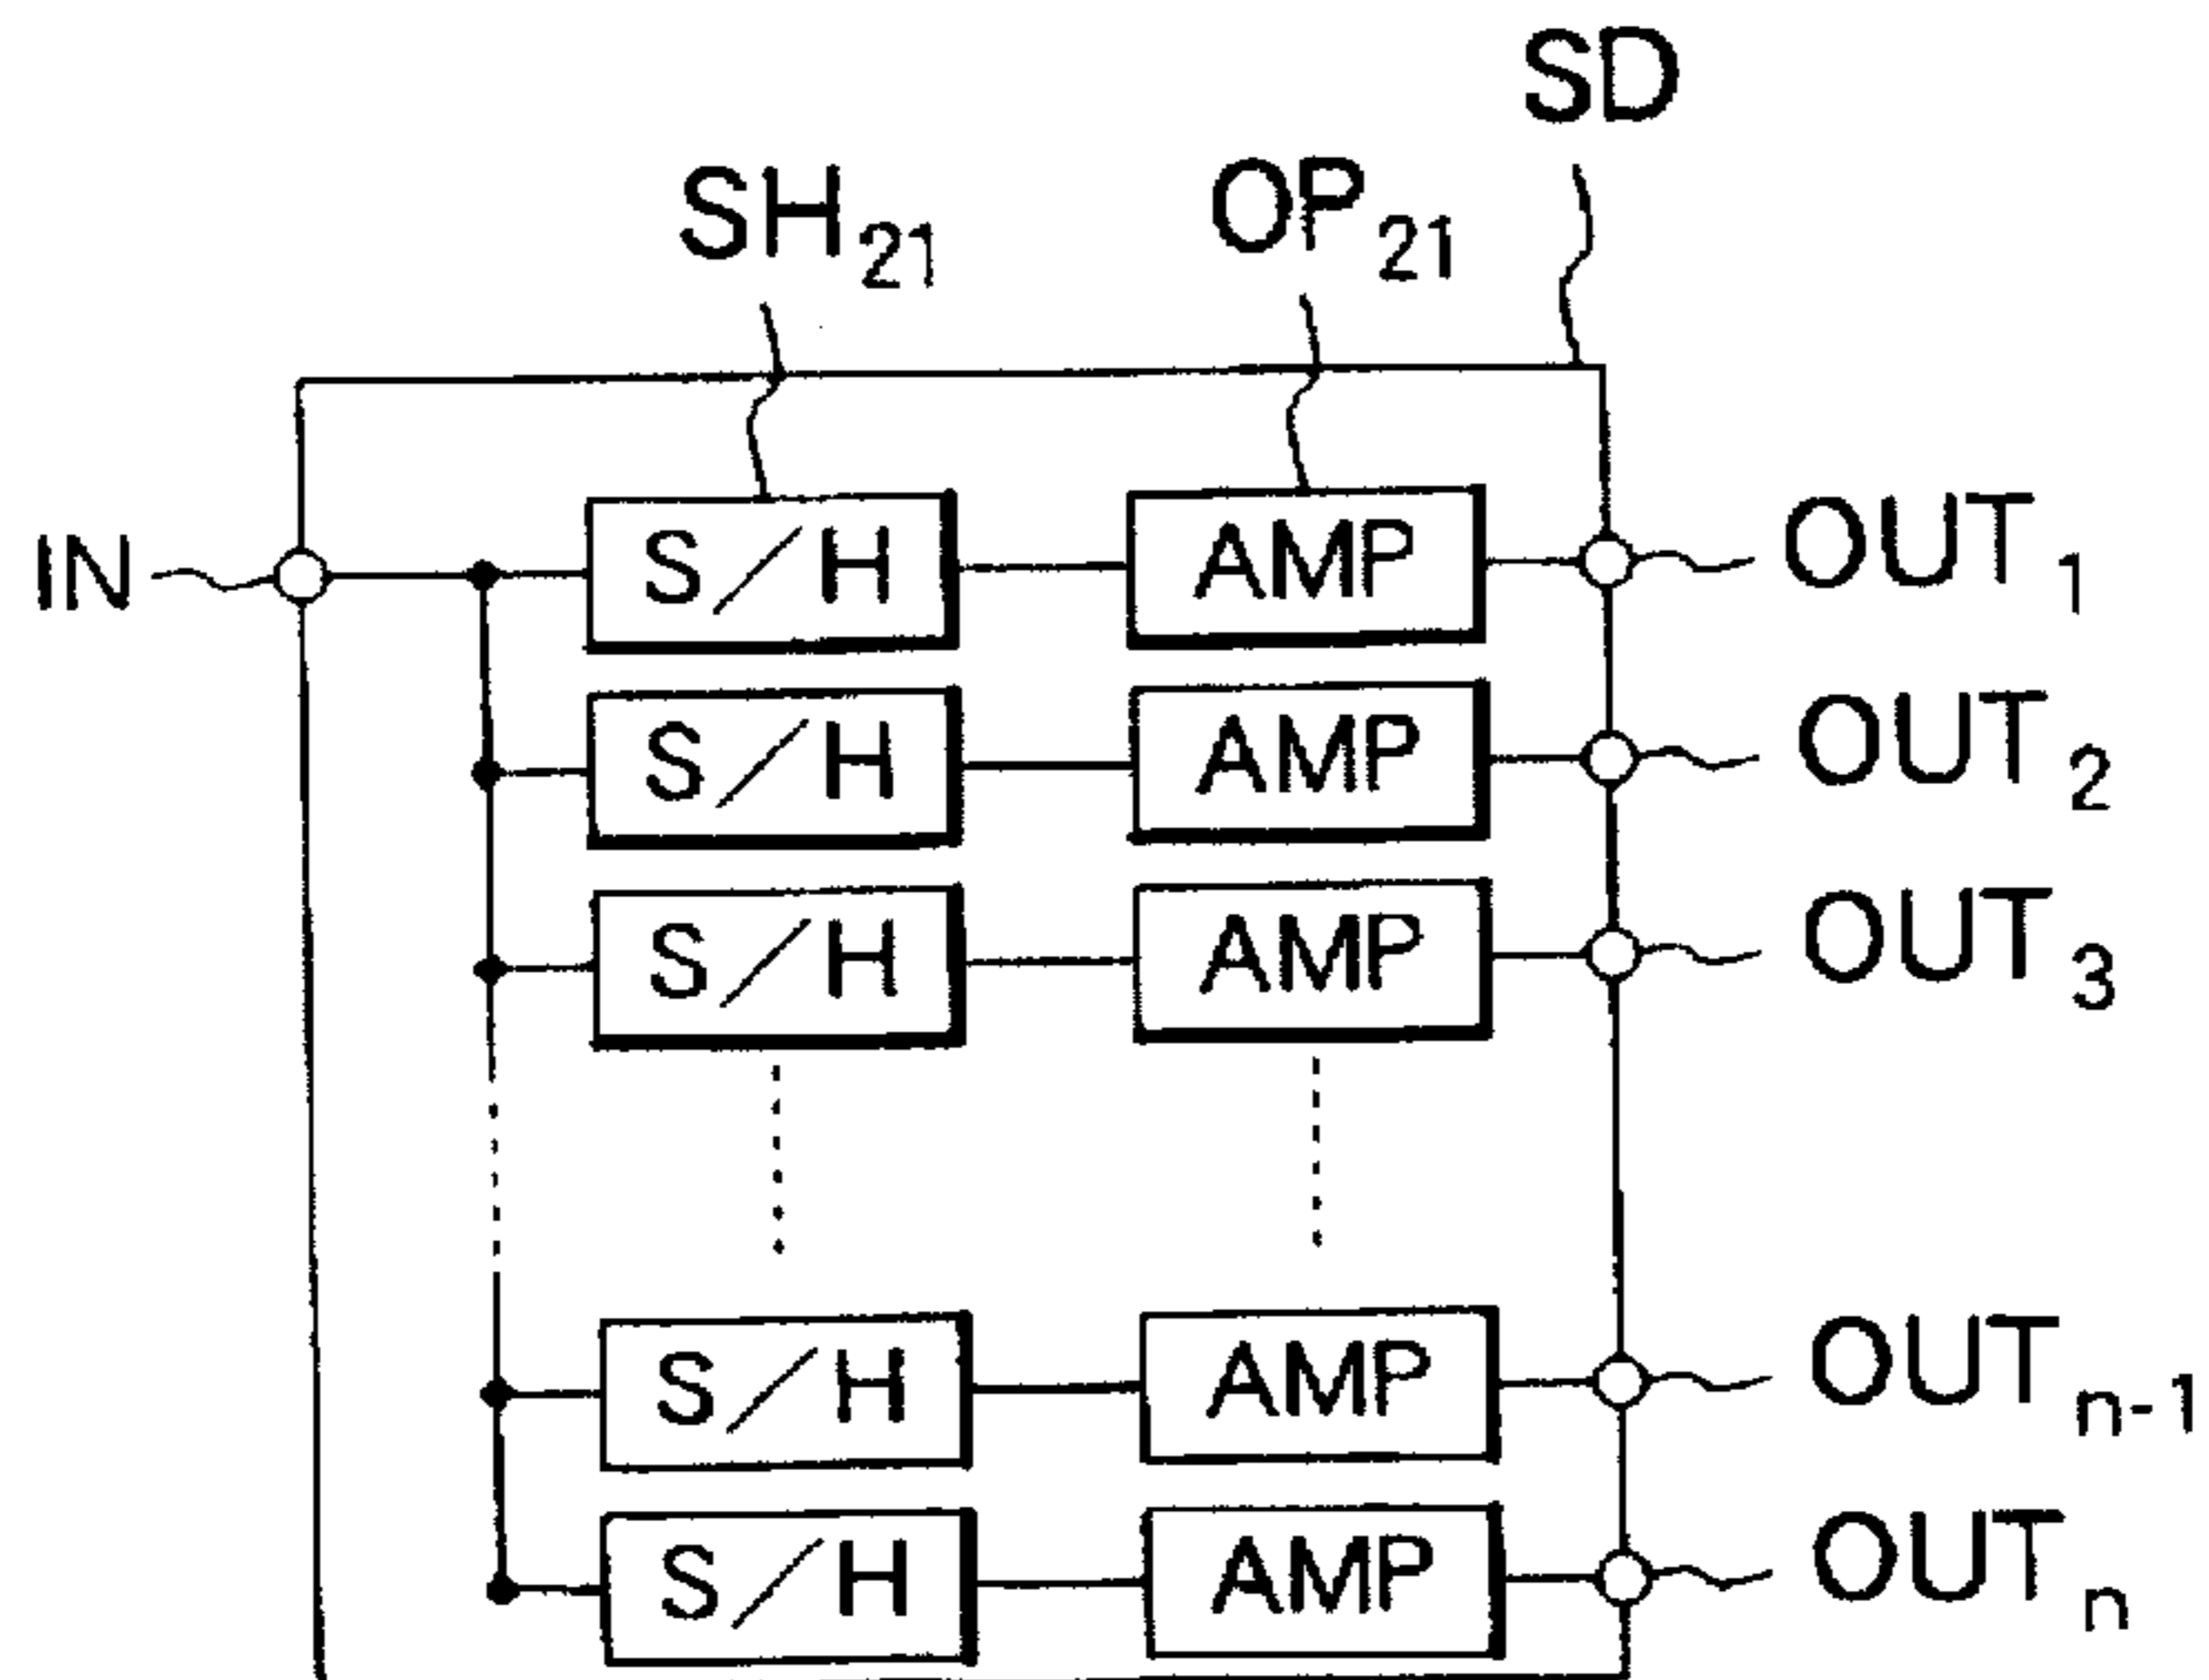 SD
SH21 OP21
IN S/H AMP OUT1
S/H AMP OUT2
S/H AMP OUT3
S/H AMP OUTn-1
S/H AMP OUTn